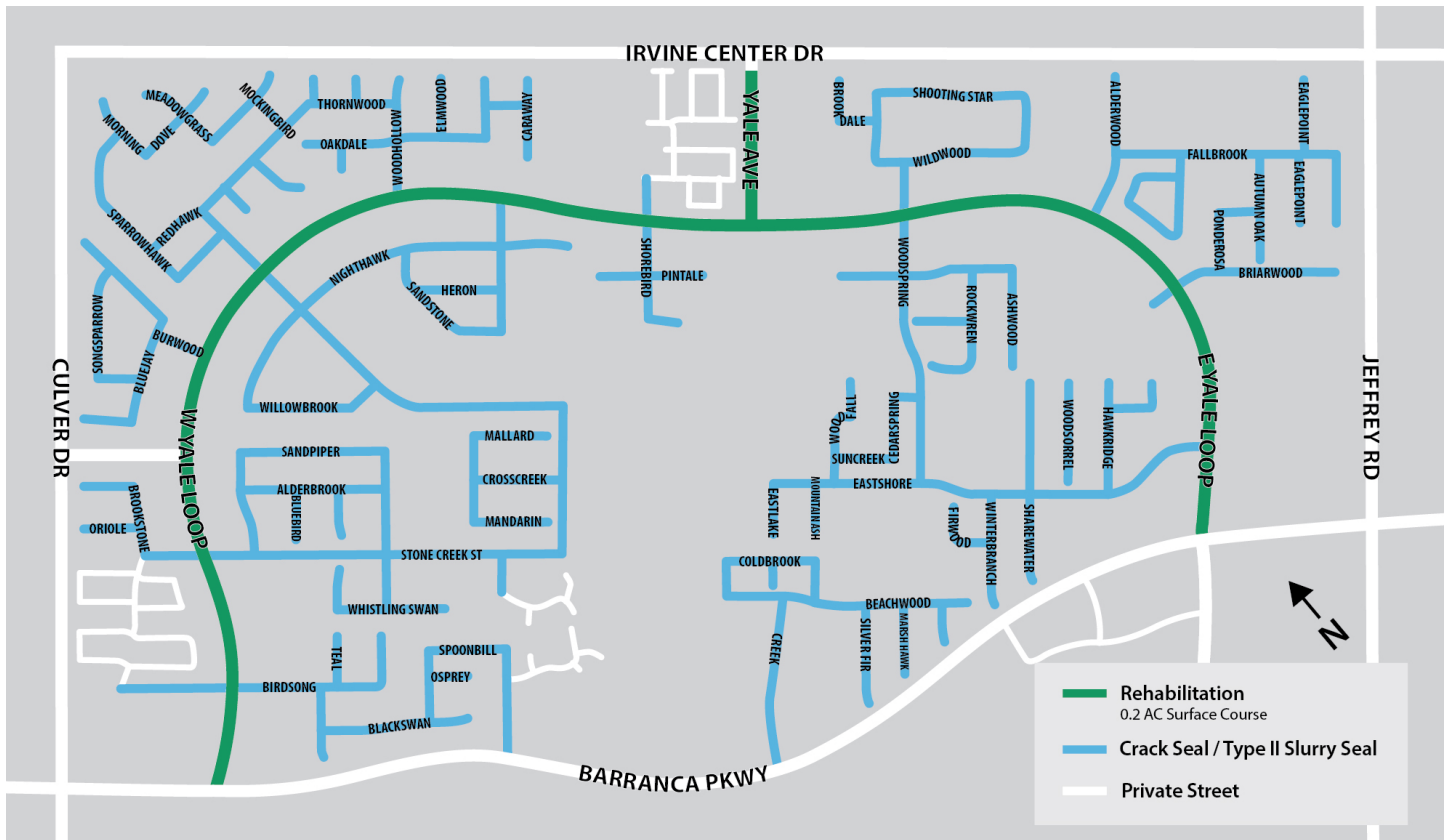 IRVINE CENTER DR
MEADOWGRASS
MOCKINGBIRD
MORNING
DOVE
THORNWOOD
WOODHOLLOW
ELMWOOD
CARAWAY
OAKDALE
YALE AVE
BROOK
DALE
SHOOTING STAR
WILDWOOD
ALDERWOOD
EAGLEPOINT
FALLBROOK
AUTUMN OAK
EAGLEPOINT
PONDEROSA
BRIARWOOD
SPARROWHAWK
REDHAWK
NIGHTHAWK
HERON
SANDSTONE
SHOREBIRD
PINTALE
WOODSPRING
ROCKWREN
ASHWOOD
SONGSPARROW
BURWOOD
BLUEJAY
CULVER DR
W YALE LOOP
E YALE LOOP
JEFFREY RD
WILLOWBROOK
MALLARD
SANDPIPER
CROSSCREEK
ALDERBROOK
BLUEBIRD
MANDARIN
FALL
WOOD
CEDARSPRING
SUNCREEK
WOODSORREL
HAWKRIDGE
EASTSHORE
EASTLAKE
MOUNTAIN ASH
BROOKSTONE
ORIOLE
STONE CREEK ST
FIRWOOD
WINTERBRANCH
SHAREWATER
COLDBROOK
WHISTLING SWAN
BEACHWOOD
CREEK
SILVER FIR
MARSH HAWK
TEAL
SPOONBILL
OSPREY
BIRDSONG
BLACKSWAN
BARRANCA PKWY
N
Rehabilitation
0.2 AC Surface Course
Crack Seal / Type II Slurry Seal
Private Street